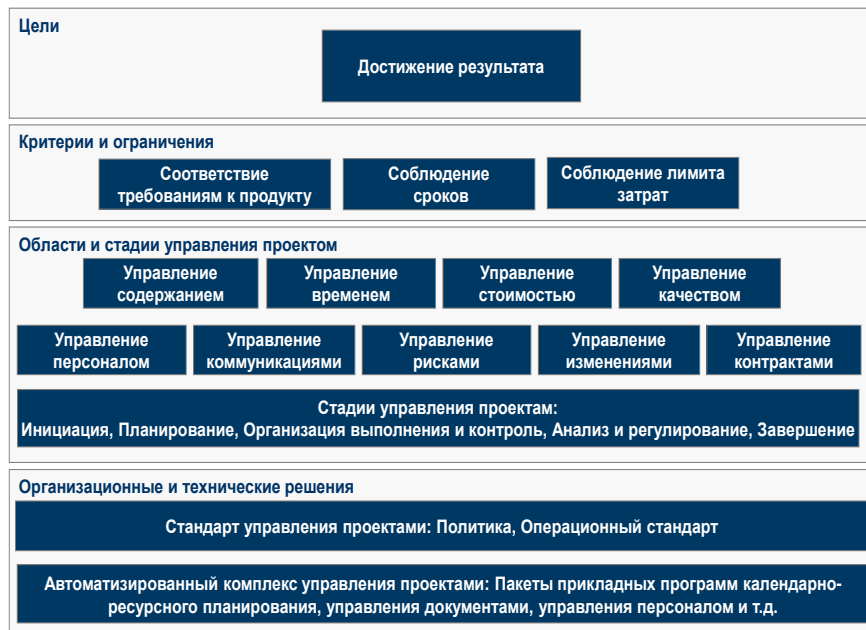 Цели
Достижение результата
Критерии и ограничения
Соответствие
требованиям к продукту
Соблюдение
сроков
Соблюдение лимита
затрат
Области и стадии управления проектом
Управление
содержанием
Управление
временем
Управление
стоимостью
Управление
качеством
Управление
персоналом
Управление
коммуникациями
Управление
рисками
Управление
изменениями
Управление
контрактами
Стадии управления проектам:
Инициация, Планирование, Организация выполнения и контроль, Анализ и регулирование, Завершение
Организационные и технические решения
Стандарт управления проектами: Политика, Операционный стандарт
Автоматизированный комплекс управления проектами: Пакеты прикладных программ календарно-
ресурсного планирования, управления документами, управления персоналом и т.д.